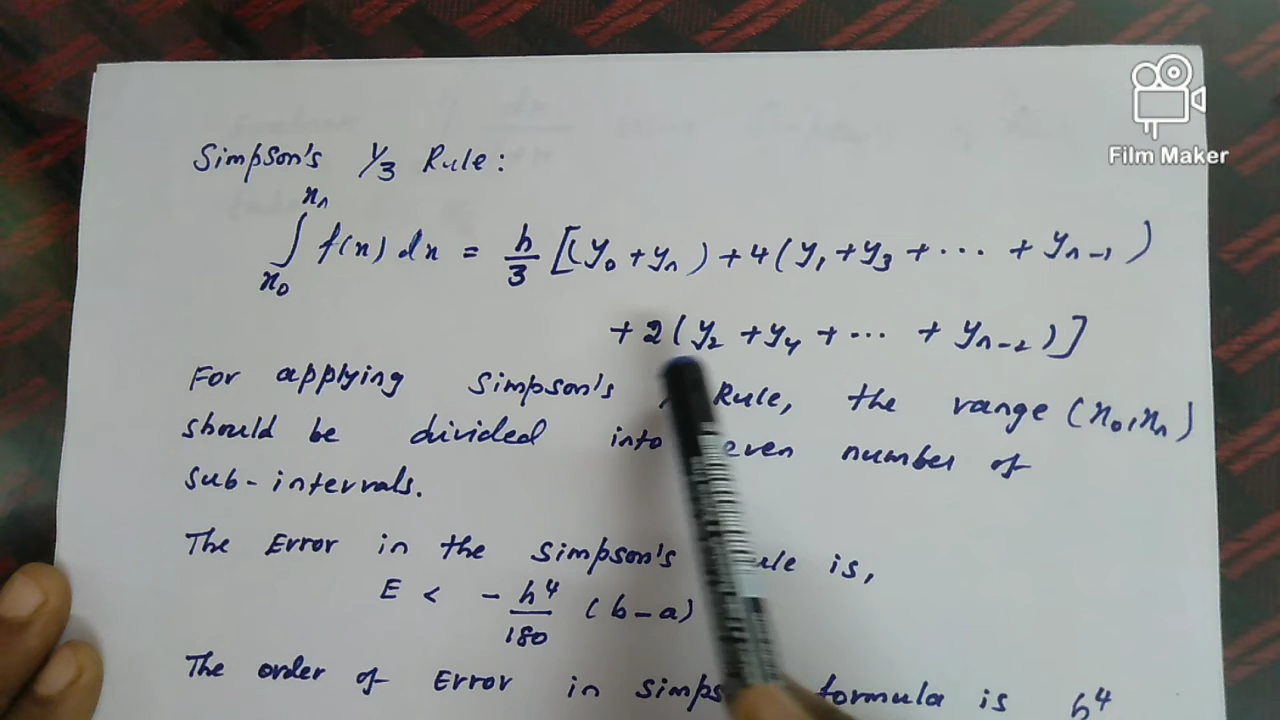 Simpson's 1/3 Rule:
∫ₓ₀ˣₙ f(x) dx = h/3 [(y₀ + yₙ) + 4(y₁ + y₃ + ... + yₙ₋₁)
+ 2(y₂ + y₄ + ... + yₙ₋₂)]
For applying Simpson's Rule, the range (x₀, xₙ)
should be divided into even number of
sub-intervals.
The Error in the Simpson's is,
E < - h⁴/180 (b-a)
The order of Error in formula is h⁴
Film Maker